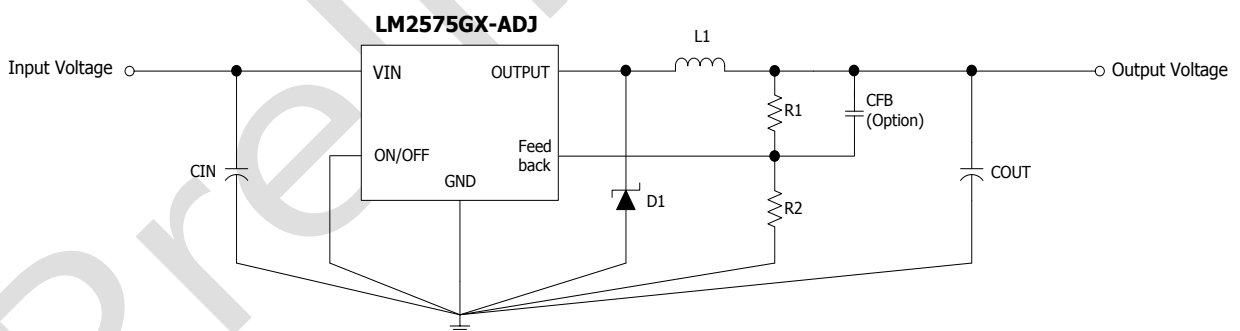 LM2575GX-ADJ
L1
Input Voltage
VIN
OUTPUT
Output Voltage
R1
CFB
(Option)
ON/OFF
Feed
back
CIN
GND
COUT
D1
R2
Preli